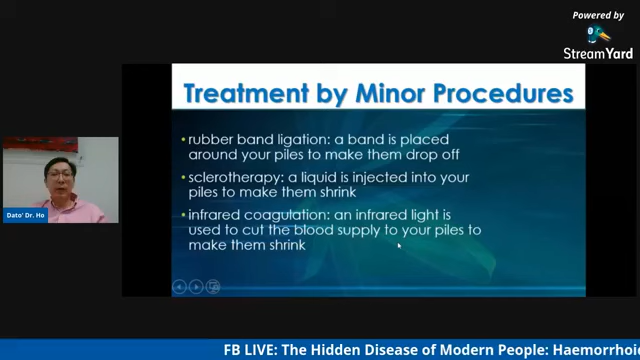 Powered by
StreamYard
Treatment by Minor Procedures
• rubber band ligation: a band is placed
around your piles to make them drop off
• sclerotherapy: a liquid is injected into your
piles to make them shrink
• infrared coagulation: an infrared light is
used to cut the blood supply to your piles to
make them shrink
Dato' Dr. Ho
FB LIVE: The Hidden Disease of Modern People: Haemorrhoi